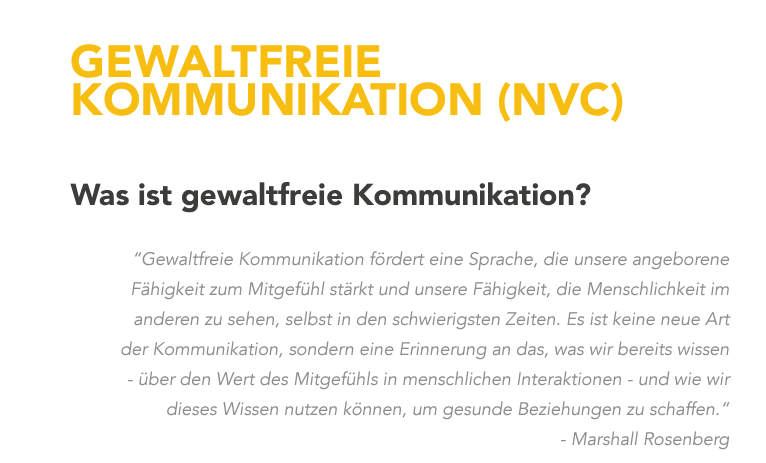 GEWALTFREIE
KOMMUNIKATION (NVC)
Was ist gewaltfreie Kommunikation?
“Gewaltfreie Kommunikation fördert eine Sprache, die unsere angeborene
Fähigkeit zum Mitgefühl stärkt und unsere Fähigkeit, die Menschlichkeit im
anderen zu sehen, selbst in den schwierigsten Zeiten. Es ist keine neue Art
der Kommunikation, sondern eine Erinnerung an das, was wir bereits wissen
- über den Wert des Mitgefühls in menschlichen Interaktionen - und wie wir
dieses Wissen nutzen können, um gesunde Beziehungen zu schaffen.”
- Marshall Rosenberg